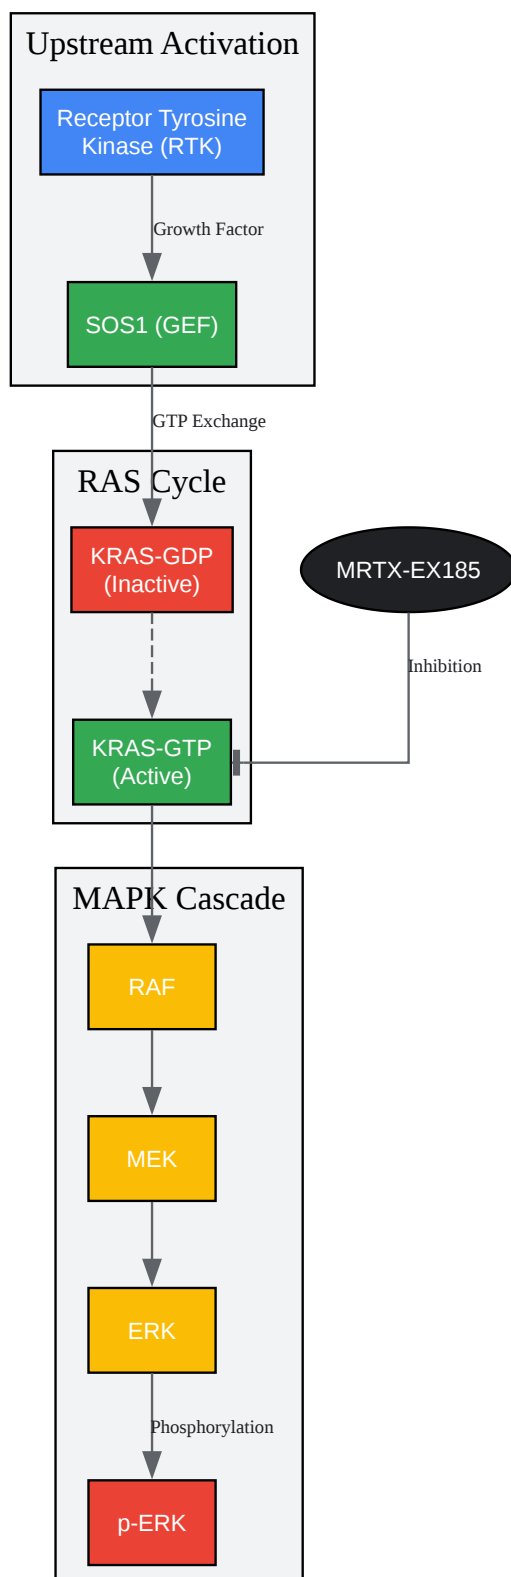 Upstream Activation
Receptor Tyrosine
Kinase (RTK)
Growth Factor
SOS1 (GEF)
GTP Exchange
RAS Cycle
KRAS-GDP
(Inactive)
MRTX-EX185
Inhibition
KRAS-GTP
(Active)
MAPK Cascade
RAF
MEK
ERK
Phosphorylation
p-ERK